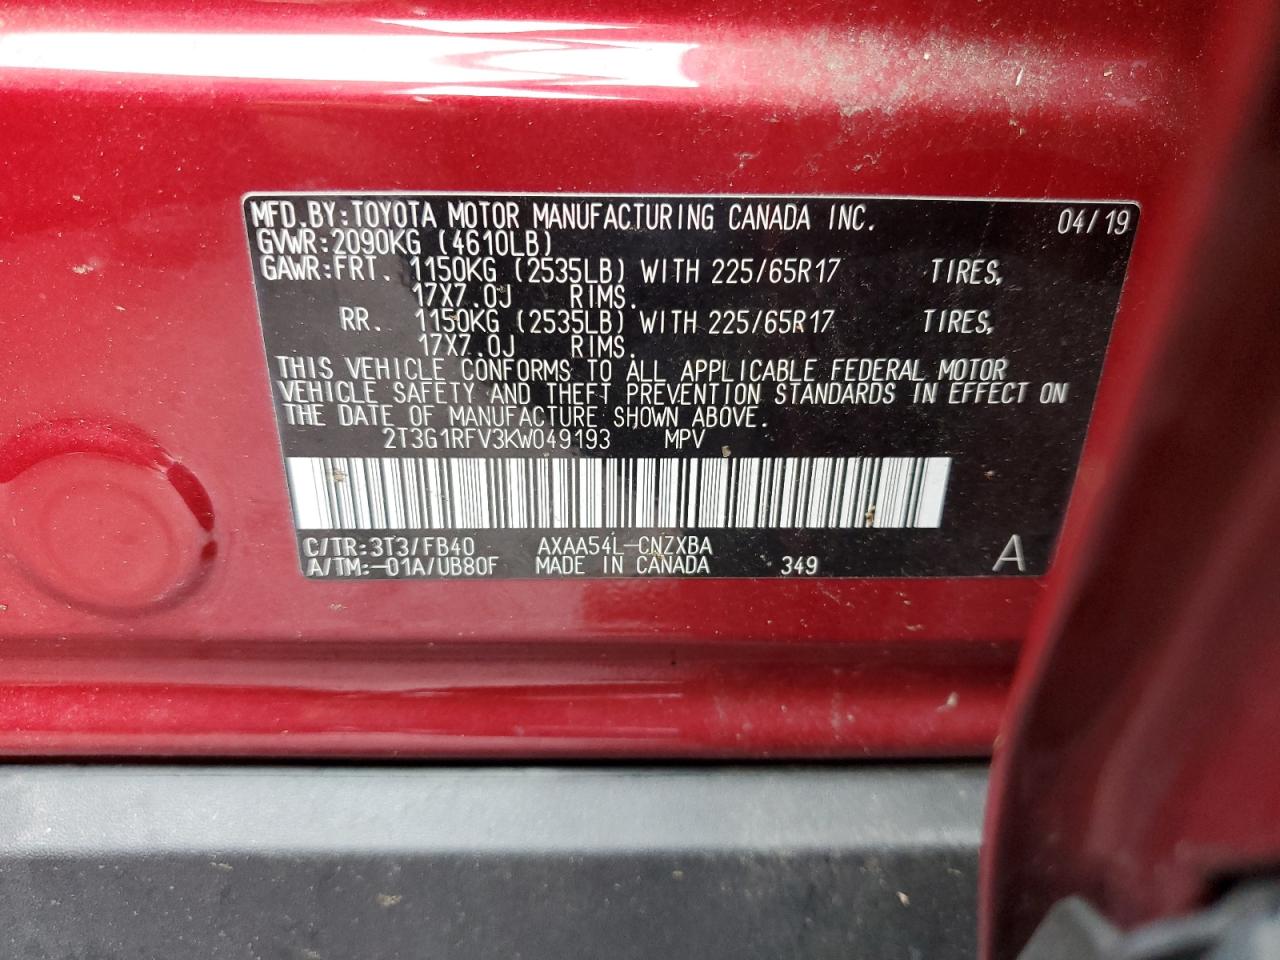 MFD.BY:TOYOTA MOTOR MANUFACTURING CANADA INC. 04/19
GVWR:2090KG (4610LB)
GAWR:FRT. 1150KG (2535LB) WITH 225/65R17 TIRES,
17X7.0J RIMS.
RR. 1150KG (2535LB) WITH 225/65R17 TIRES,
17X7.0J RIMS.
THIS VEHICLE CONFORMS TO ALL APPLICABLE FEDERAL MOTOR
VEHICLE SAFETY AND THEFT PREVENTION STANDARDS IN EFFECT ON
THE DATE OF MANUFACTURE SHOWN ABOVE.
2T3G1RFV3KW049193 MPV
C/TR:3T3/FB40 AXAA54L-CNZXBA
A/TM:-01A/UB80F MADE IN CANADA 349 A